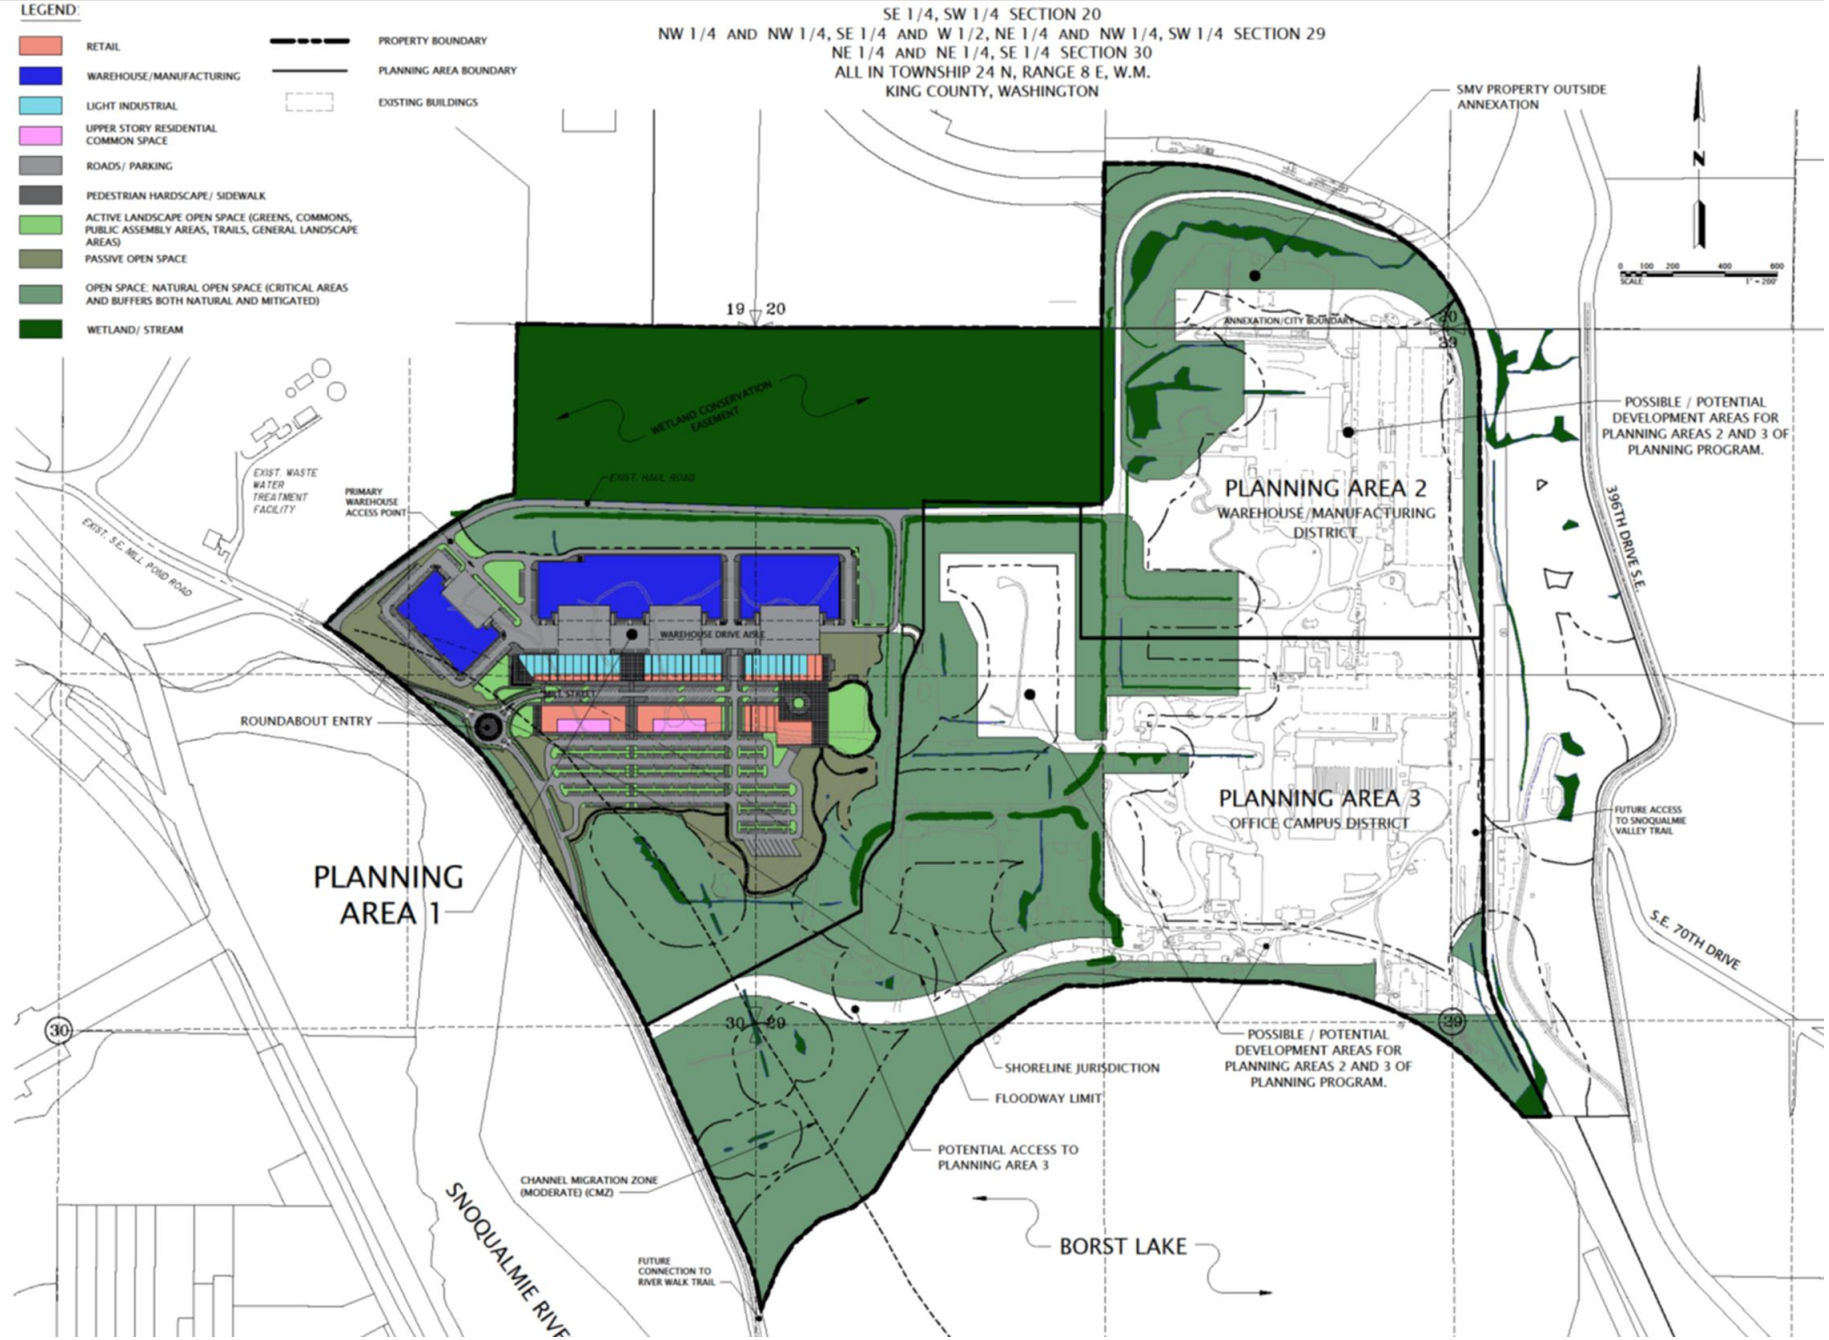 LEGEND:
RETAIL
WAREHOUSE/MANUFACTURING
LIGHT INDUSTRIAL
UPPER STORY RESIDENTIAL
COMMON SPACE
ROADS/ PARKING
PEDESTRIAN HARDSCAPE/ SIDEWALK
ACTIVE LANDSCAPE OPEN SPACE (GREENS, COMMONS,
PUBLIC ASSEMBLY AREAS, TRAILS, GENERAL LANDSCAPE
AREAS)
PASSIVE OPEN SPACE
OPEN SPACE: NATURAL OPEN SPACE (CRITICAL AREAS
AND BUFFERS BOTH NATURAL AND MITIGATED)
WETLAND/ STREAM
PROPERTY BOUNDARY
PLANNING AREA BOUNDARY
EXISTING BUILDINGS
SE 1/4, SW 1/4 SECTION 20
NW 1/4 AND NW 1/4, SE 1/4 AND W 1/2, NE 1/4 AND NW 1/4, SW 1/4 SECTION 29
NE 1/4 AND NE 1/4, SE 1/4 SECTION 30
ALL IN TOWNSHIP 24 N, RANGE 8 E, W.M.
KING COUNTY, WASHINGTON
SMV PROPERTY OUTSIDE
ANNEXATION
N
0 100 200 400 600
SCALE: 1" = 200'
19 20
ANNEXATION/CITY BOUNDARY
20
29
WETLAND CONSERVATION
EASEMENT
POSSIBLE / POTENTIAL
DEVELOPMENT AREAS FOR
PLANNING AREAS 2 AND 3 OF
PLANNING PROGRAM.
EXIST. WASTE
WATER
TREATMENT
FACILITY
EXIST. HAUL ROAD
PRIMARY
WAREHOUSE
ACCESS POINT
EXIST. S.E. MILL POND ROAD
PLANNING AREA 2
WAREHOUSE/MANUFACTURING
DISTRICT
396TH DRIVE S.E.
WAREHOUSE DRIVE AISLE
MILL STREET
ROUNDABOUT ENTRY
PLANNING AREA 3
OFFICE CAMPUS DISTRICT
FUTURE ACCESS
TO SNOQUALMIE
VALLEY TRAIL
PLANNING
AREA 1
S.E. 70TH DRIVE
30
30 29
29
POSSIBLE / POTENTIAL
DEVELOPMENT AREAS FOR
PLANNING AREAS 2 AND 3 OF
PLANNING PROGRAM.
SHORELINE JURISDICTION
FLOODWAY LIMIT
POTENTIAL ACCESS TO
PLANNING AREA 3
CHANNEL MIGRATION ZONE
(MODERATE) (CMZ)
SNOQUALMIE RIVE
BORST LAKE
FUTURE
CONNECTION TO
RIVER WALK TRAIL